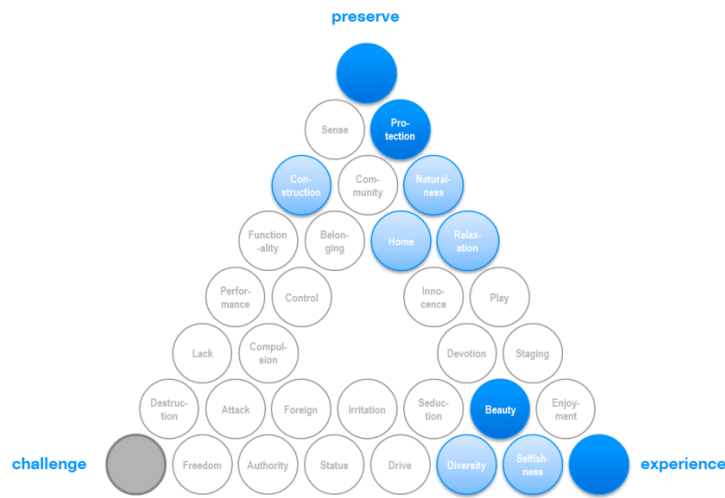 preserve
Sense
Pro-
tection
Con-
struction
Com-
munity
Natural-
ness
Function
-ality
Belon-
ging
Home
Relax-
ation
Perfor-
mance
Control
Inno-
cence
Play
Lack
Compul-
sion
Devotion
Staging
Destruc-
tion
Attack
Foreign
Irritation
Seduc-
tion
Beauty
Enjoy-
ment
challenge
Freedom
Authority
Status
Drive
Diversity
Selfish-
ness
experience